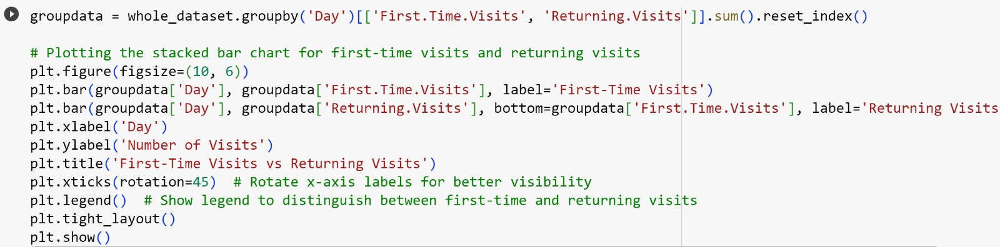 groupdata = whole_dataset.groupby('Day')[['First.Time.Visits', 'Returning.Visits']].sum().reset_index()
# Plotting the stacked bar chart for first-time visits and returning visits
plt.figure(figsize=(10, 6))
plt.bar(groupdata['Day'], groupdata['First.Time.Visits'], label='First-Time Visits')
plt.bar(groupdata['Day'], groupdata['Returning.Visits'], bottom=groupdata['First.Time.Visits'], label='Returning Visits
plt.xlabel('Day')
plt.ylabel('Number of Visits')
plt.title('First-Time Visits vs Returning Visits')
plt.xticks(rotation=45)  # Rotate x-axis labels for better visibility
plt.legend()  # Show legend to distinguish between first-time and returning visits
plt.tight_layout()
plt.show()